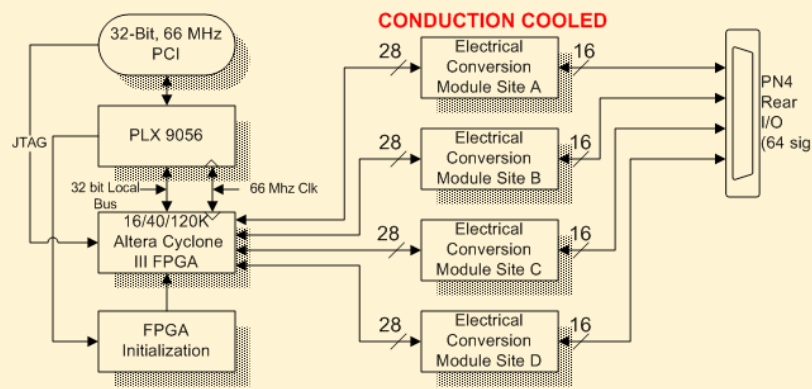 CONDUCTION COOLED
32-Bit, 66 MHz
PCI
PLX 9056
JTAG
32 bit Local
Bus
66 Mhz Clk
16/40/120K
Altera Cyclone
III FPGA
FPGA
Initialization
28
Electrical
Conversion
Module Site A
16
28
Electrical
Conversion
Module Site B
16
28
Electrical
Conversion
Module Site C
16
28
Electrical
Conversion
Module Site D
16
PN4
Rear
I/O
(64 sig